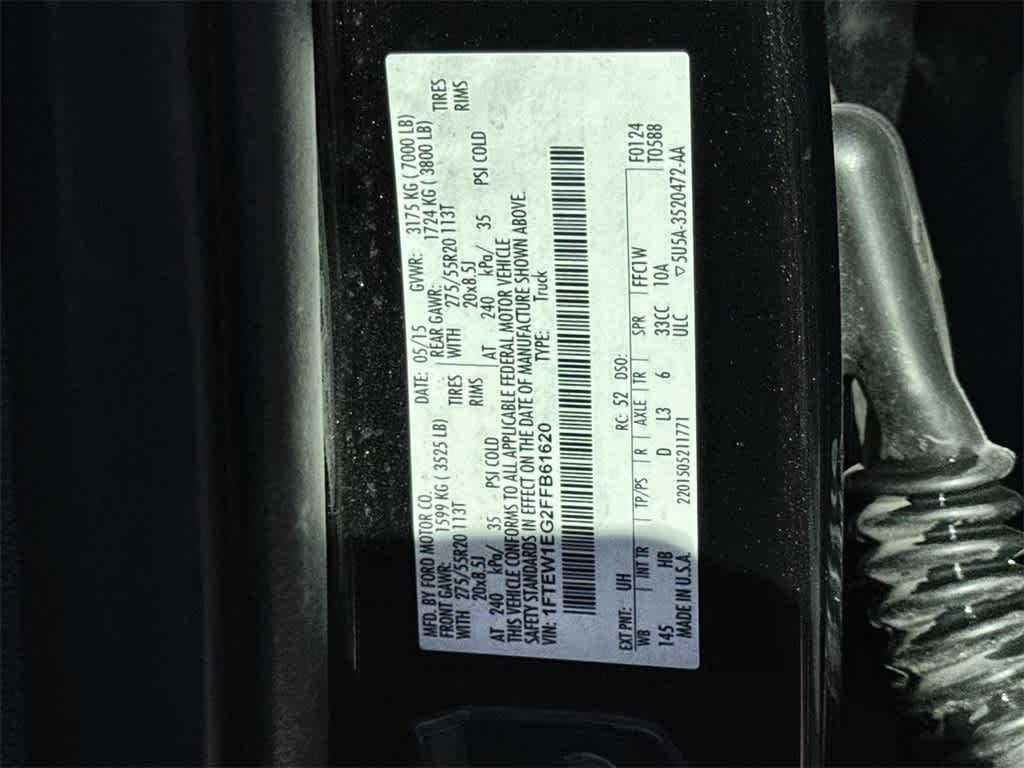 MFD. BY FORD MOTOR CO. DATE: 05/15 GVWR: 3175 KG ( 7000 LB)
FRONT GAWR: 1599 KG ( 3525 LB) REAR GAWR: 1724 KG ( 3800 LB)
WITH 275/55R20 113T TIRES WITH 275/55R20 113T TIRES
20x8.5J RIMS 20x8.5J RIMS
AT 240 kPa/ 35 PSI COLD AT 240 kPa/ 35 PSI COLD
THIS VEHICLE CONFORMS TO ALL APPLICABLE FEDERAL MOTOR VEHICLE
SAFETY STANDARDS IN EFFECT ON THE DATE OF MANUFACTURE SHOWN ABOVE.
VIN: 1FTEW1EG2FFB61620 TYPE: Truck
EXT PNT: UH RC: 52 DSO: F0124
WB INT TR TP/PS R AXLE TR SPR FFC1W T0588
145 HB D L3 6 33CC 10A
MADE IN U.S.A. 2201505211771 ULC ▽5U5A-3520472-AA